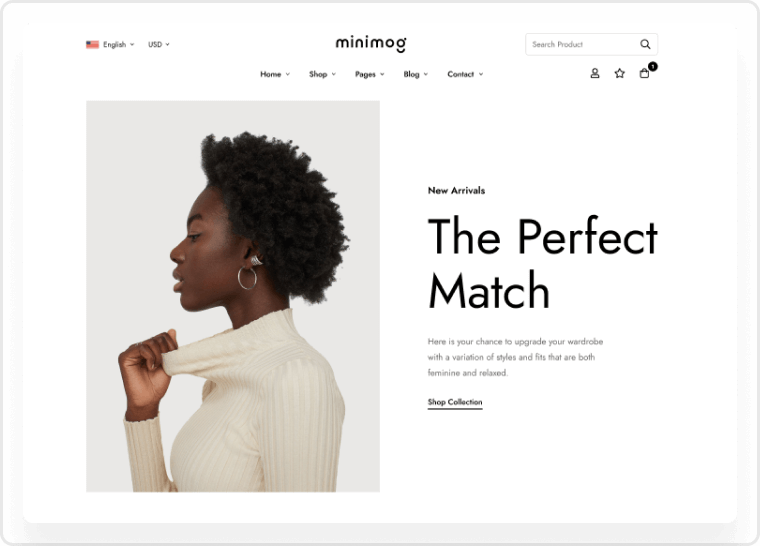 English USD
minimog
Search Product
Home Shop Pages Blog Contact
1
New Arrivals
The Perfect
Match
Here is your chance to upgrade your wardrobe
with a variation of styles and fits that are both
feminine and relaxed.
Shop Collection